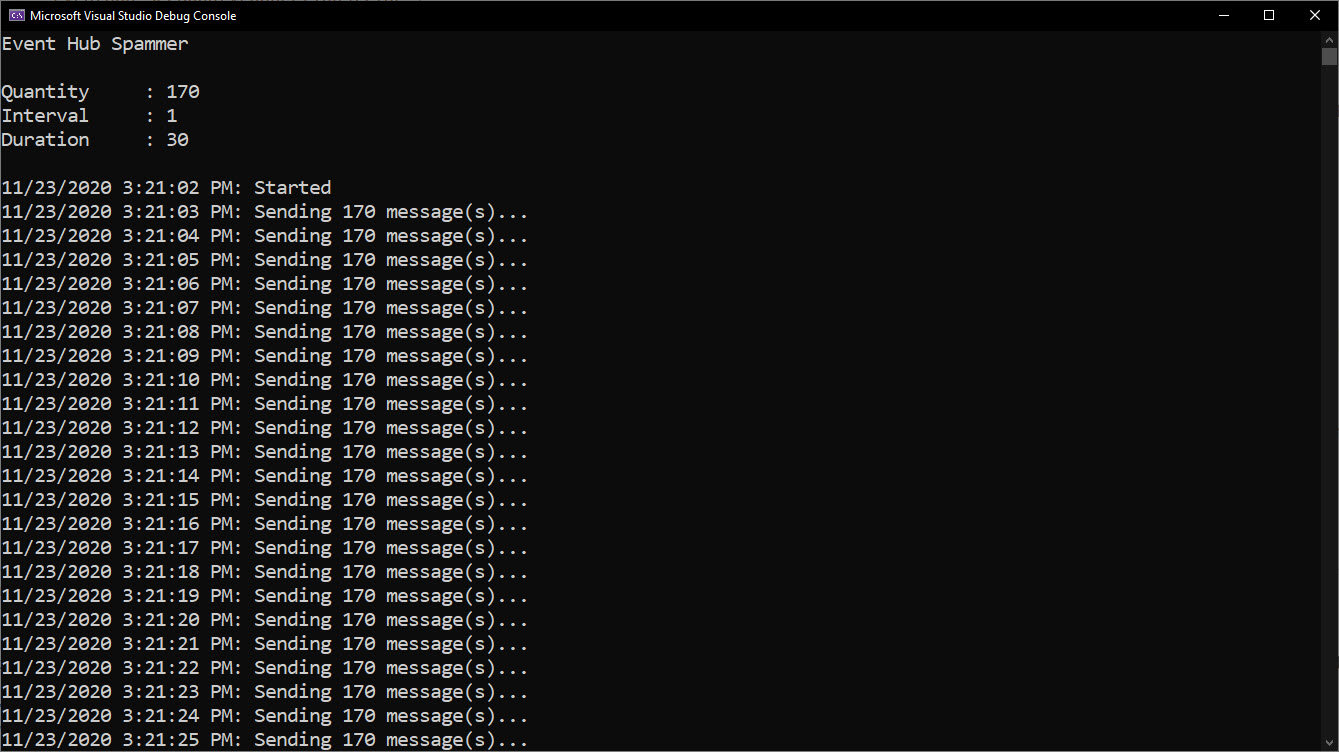 Microsoft Visual Studio Debug Console
Event Hub Spammer
Quantity     : 170
Interval     : 1
Duration     : 30
11/23/2020 3:21:02 PM: Started
11/23/2020 3:21:03 PM: Sending 170 message(s)...
11/23/2020 3:21:04 PM: Sending 170 message(s)...
11/23/2020 3:21:05 PM: Sending 170 message(s)...
11/23/2020 3:21:06 PM: Sending 170 message(s)...
11/23/2020 3:21:07 PM: Sending 170 message(s)...
11/23/2020 3:21:08 PM: Sending 170 message(s)...
11/23/2020 3:21:09 PM: Sending 170 message(s)...
11/23/2020 3:21:10 PM: Sending 170 message(s)...
11/23/2020 3:21:11 PM: Sending 170 message(s)...
11/23/2020 3:21:12 PM: Sending 170 message(s)...
11/23/2020 3:21:13 PM: Sending 170 message(s)...
11/23/2020 3:21:14 PM: Sending 170 message(s)...
11/23/2020 3:21:15 PM: Sending 170 message(s)...
11/23/2020 3:21:16 PM: Sending 170 message(s)...
11/23/2020 3:21:17 PM: Sending 170 message(s)...
11/23/2020 3:21:18 PM: Sending 170 message(s)...
11/23/2020 3:21:19 PM: Sending 170 message(s)...
11/23/2020 3:21:20 PM: Sending 170 message(s)...
11/23/2020 3:21:21 PM: Sending 170 message(s)...
11/23/2020 3:21:22 PM: Sending 170 message(s)...
11/23/2020 3:21:23 PM: Sending 170 message(s)...
11/23/2020 3:21:24 PM: Sending 170 message(s)...
11/23/2020 3:21:25 PM: Sending 170 message(s)...